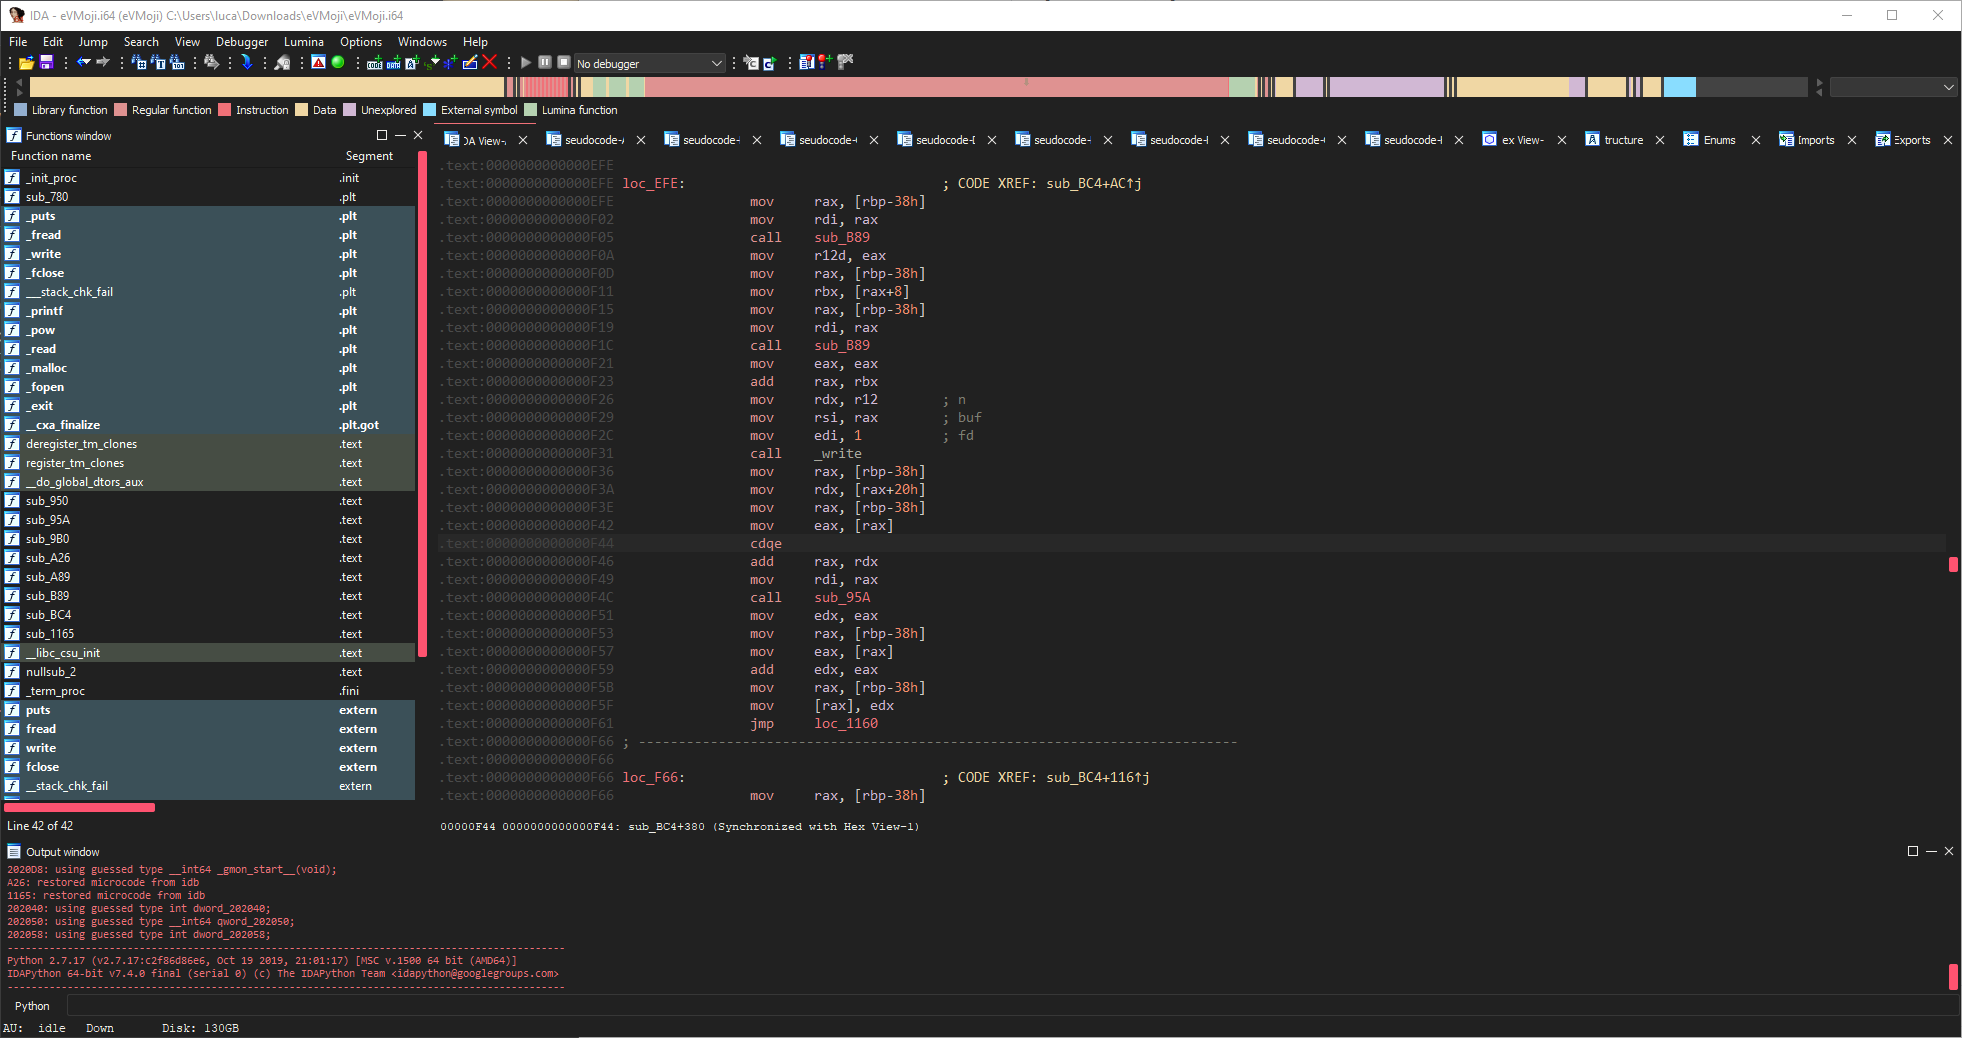 IDA - eVMoji.i64 (eVMoji) C:\Users\luca\Downloads\eVMoji\eVMoji.i64
File Edit Jump Search View Debugger Lumina Options Windows Help
No debugger
Library function Regular function Instruction Data Unexplored External symbol Lumina function
Functions window
Function name Segment
_init_proc .init
sub_780 .plt
_puts .plt
_fread .plt
_write .plt
_fclose .plt
___stack_chk_fail .plt
_printf .plt
_pow .plt
_read .plt
_malloc .plt
_fopen .plt
_exit .plt
__cxa_finalize .plt.got
deregister_tm_clones .text
register_tm_clones .text
__do_global_dtors_aux .text
sub_950 .text
sub_95A .text
sub_9B0 .text
sub_A26 .text
sub_A89 .text
sub_B89 .text
sub_BC4 .text
sub_1165 .text
__libc_csu_init .text
nullsub_2 .text
_term_proc .fini
puts extern
fread extern
write extern
fclose extern
__stack_chk_fail extern
Line 42 of 42
DA View-, seudocode-/ seudocode- seudocode-( seudocode-[ seudocode- seudocode-I seudocode-( seudocode-I ex View- tructure Enums Imports Exports
.text:0000000000000EFE
.text:0000000000000EFE loc_EFE: ; CODE XREF: sub_BC4+AC↑j
.text:0000000000000EFE mov rax, [rbp-38h]
.text:0000000000000F02 mov rdi, rax
.text:0000000000000F05 call sub_B89
.text:0000000000000F0A mov r12d, eax
.text:0000000000000F0D mov rax, [rbp-38h]
.text:0000000000000F11 mov rbx, [rax+8]
.text:0000000000000F15 mov rax, [rbp-38h]
.text:0000000000000F19 mov rdi, rax
.text:0000000000000F1C call sub_B89
.text:0000000000000F21 mov eax, eax
.text:0000000000000F23 add rax, rbx
.text:0000000000000F26 mov rdx, r12 ; n
.text:0000000000000F29 mov rsi, rax ; buf
.text:0000000000000F2C mov edi, 1 ; fd
.text:0000000000000F31 call _write
.text:0000000000000F36 mov rax, [rbp-38h]
.text:0000000000000F3A mov rdx, [rax+20h]
.text:0000000000000F3E mov rax, [rbp-38h]
.text:0000000000000F42 mov eax, [rax]
.text:0000000000000F44 cdqe
.text:0000000000000F46 add rax, rdx
.text:0000000000000F49 mov rdi, rax
.text:0000000000000F4C call sub_95A
.text:0000000000000F51 mov edx, eax
.text:0000000000000F53 mov rax, [rbp-38h]
.text:0000000000000F57 mov eax, [rax]
.text:0000000000000F59 add edx, eax
.text:0000000000000F5B mov rax, [rbp-38h]
.text:0000000000000F5F mov [rax], edx
.text:0000000000000F61 jmp loc_1160
.text:0000000000000F66 ; ---------------------------------------------------------------------------
.text:0000000000000F66
.text:0000000000000F66 loc_F66: ; CODE XREF: sub_BC4+116↑j
.text:0000000000000F66 mov rax, [rbp-38h]
00000F44 0000000000000F44: sub_BC4+380 (Synchronized with Hex View-1)
Output window
2020D8: using guessed type __int64 _gmon_start__(void);
A26: restored microcode from idb
1165: restored microcode from idb
202040: using guessed type int dword_202040;
202050: using guessed type __int64 qword_202050;
202058: using guessed type int dword_202058;
---------------------------------------------------------------------------------------------
Python 2.7.17 (v2.7.17:c2f86d86e6, Oct 19 2019, 21:01:17) [MSC v.1500 64 bit (AMD64)]
IDAPython 64-bit v7.4.0 final (serial 0) (c) The IDAPython Team <idapython@googlegroups.com>
---------------------------------------------------------------------------------------------
Python
AU: idle Down Disk: 130GB